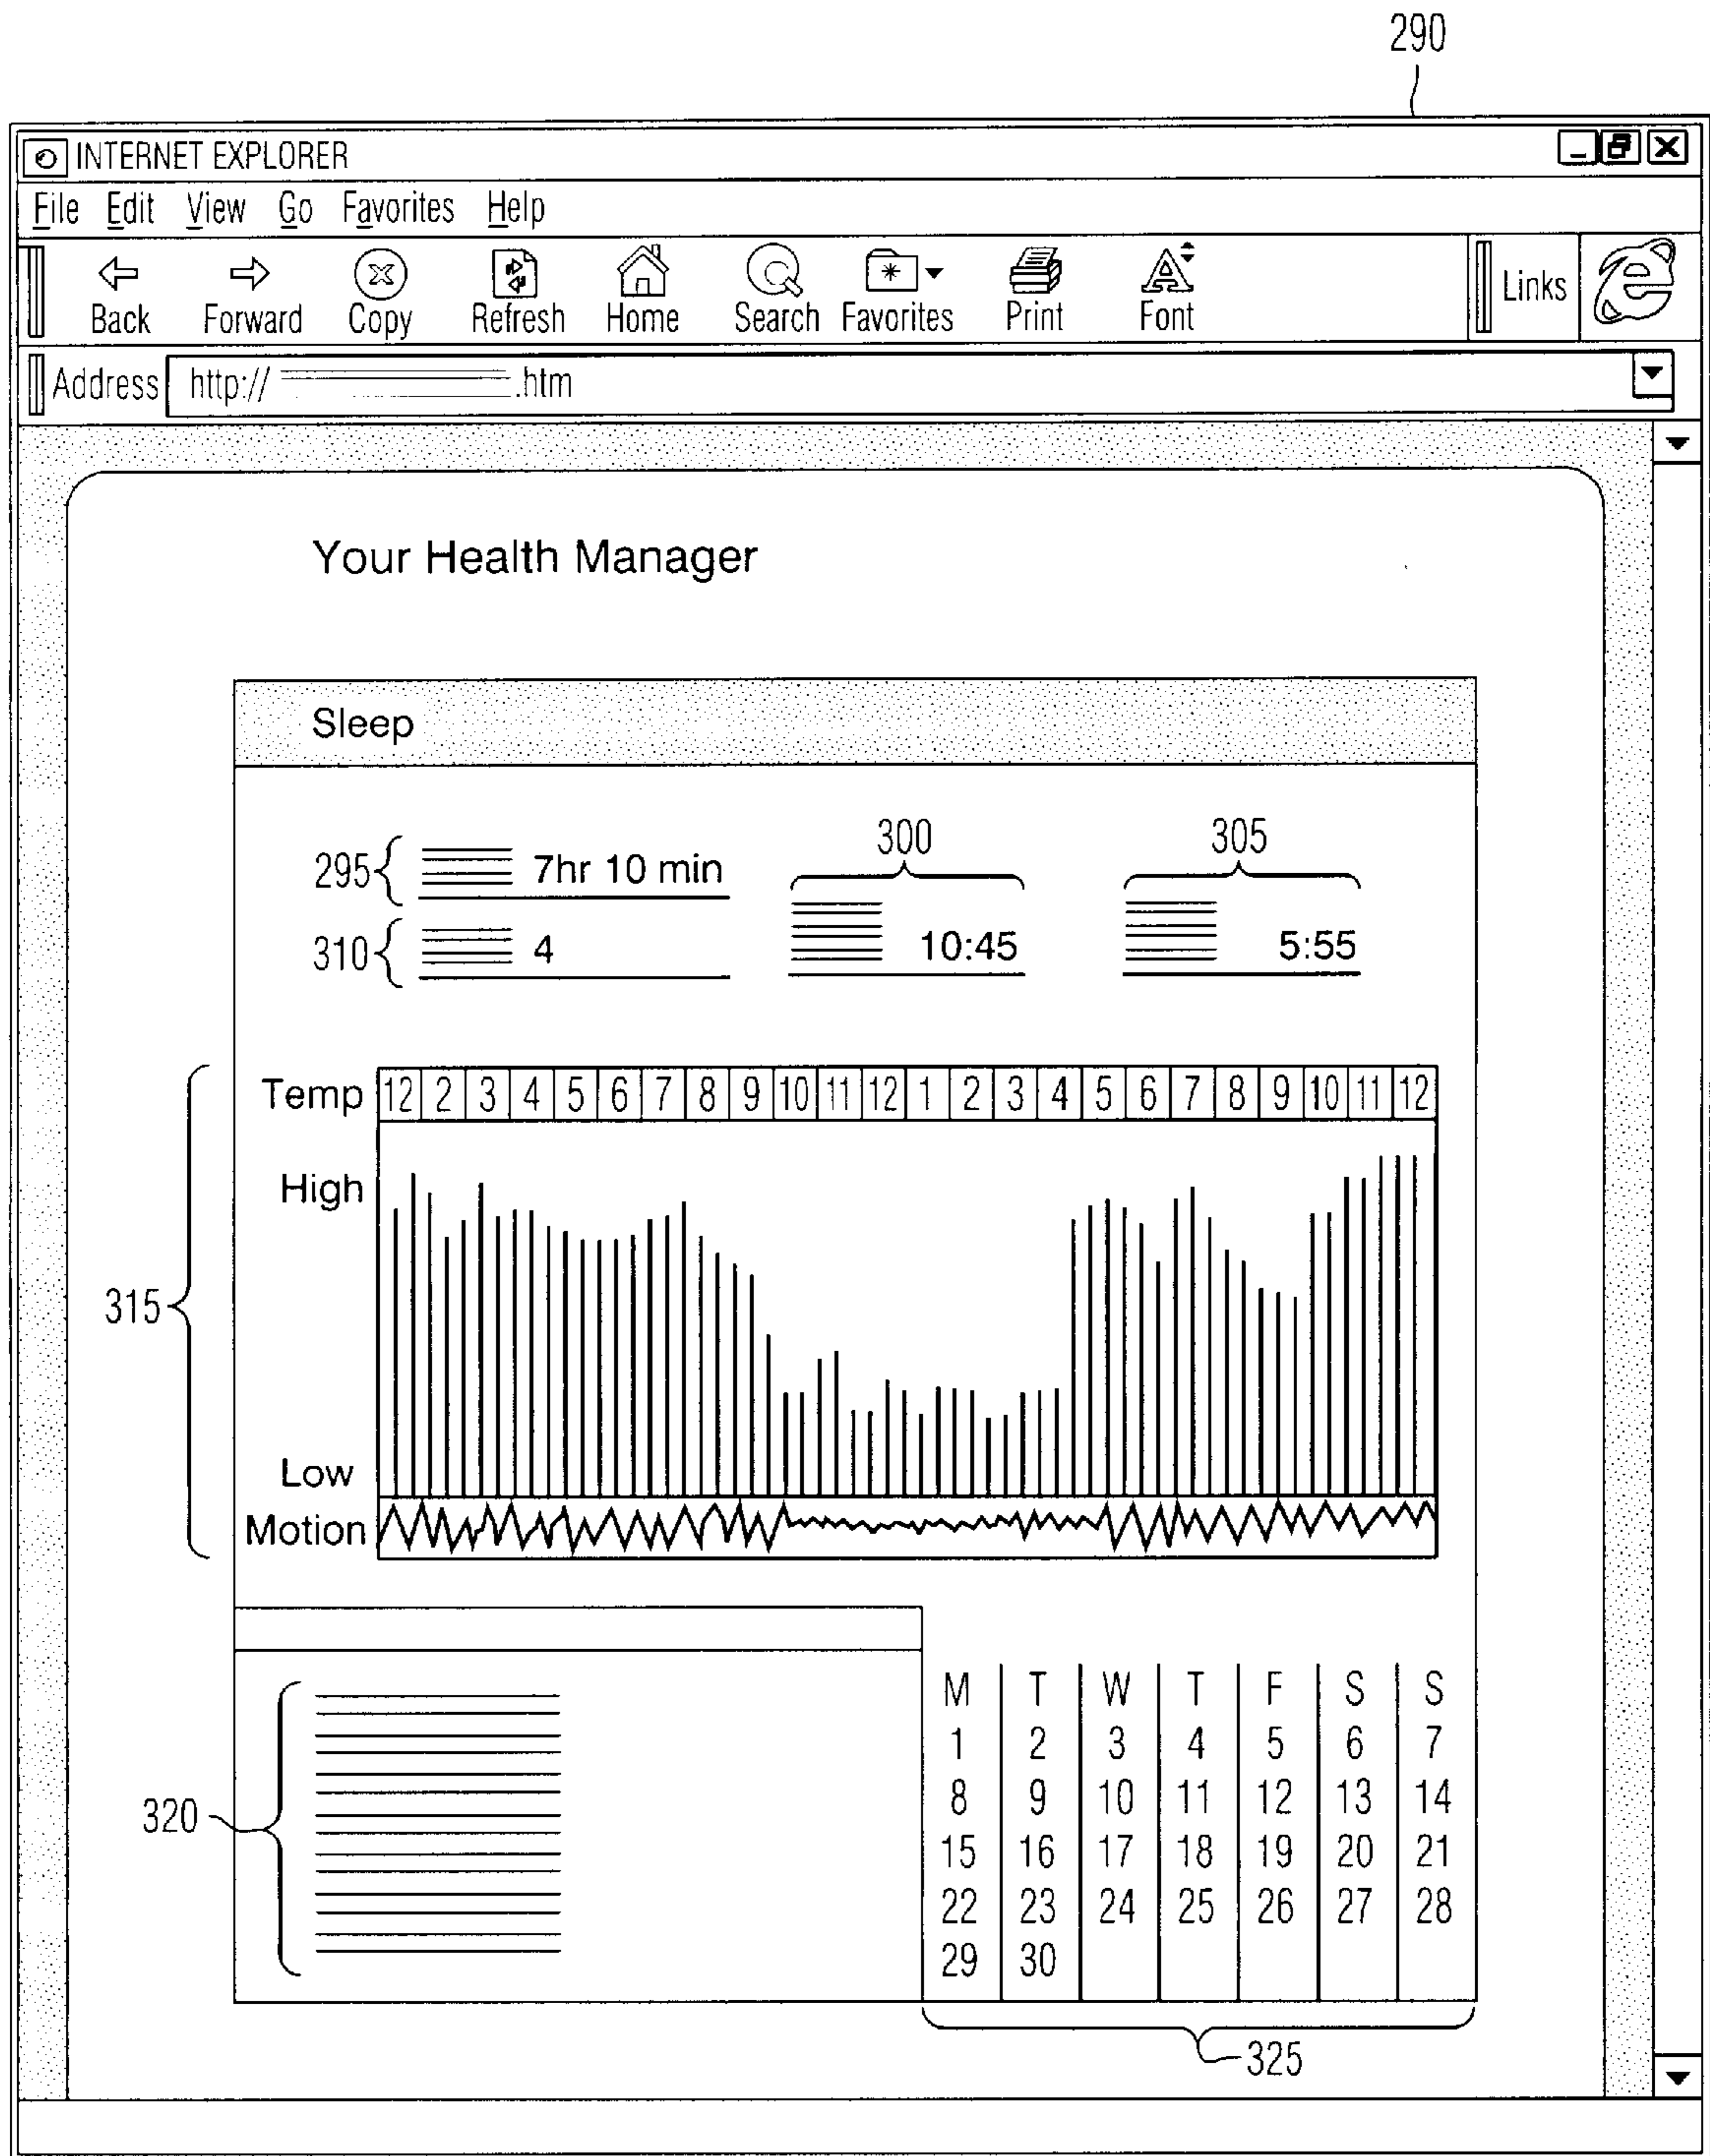 290
INTERNET EXPLORER
File Edit View Go Favorites Help
Back Forward Copy Refresh Home Search Favorites Print Font Links
Address http:// .htm
Your Health Manager
Sleep
295 7hr 10 min 300 305
310 4 10:45 5:55
Temp 12 2 3 4 5 6 7 8 9 10 11 12 1 2 3 4 5 6 7 8 9 10 11 12
High
315
Low
Motion
M T W T F S S
1 2 3 4 5 6 7
320 8 9 10 11 12 13 14
15 16 17 18 19 20 21
22 23 24 25 26 27 28
29 30
325